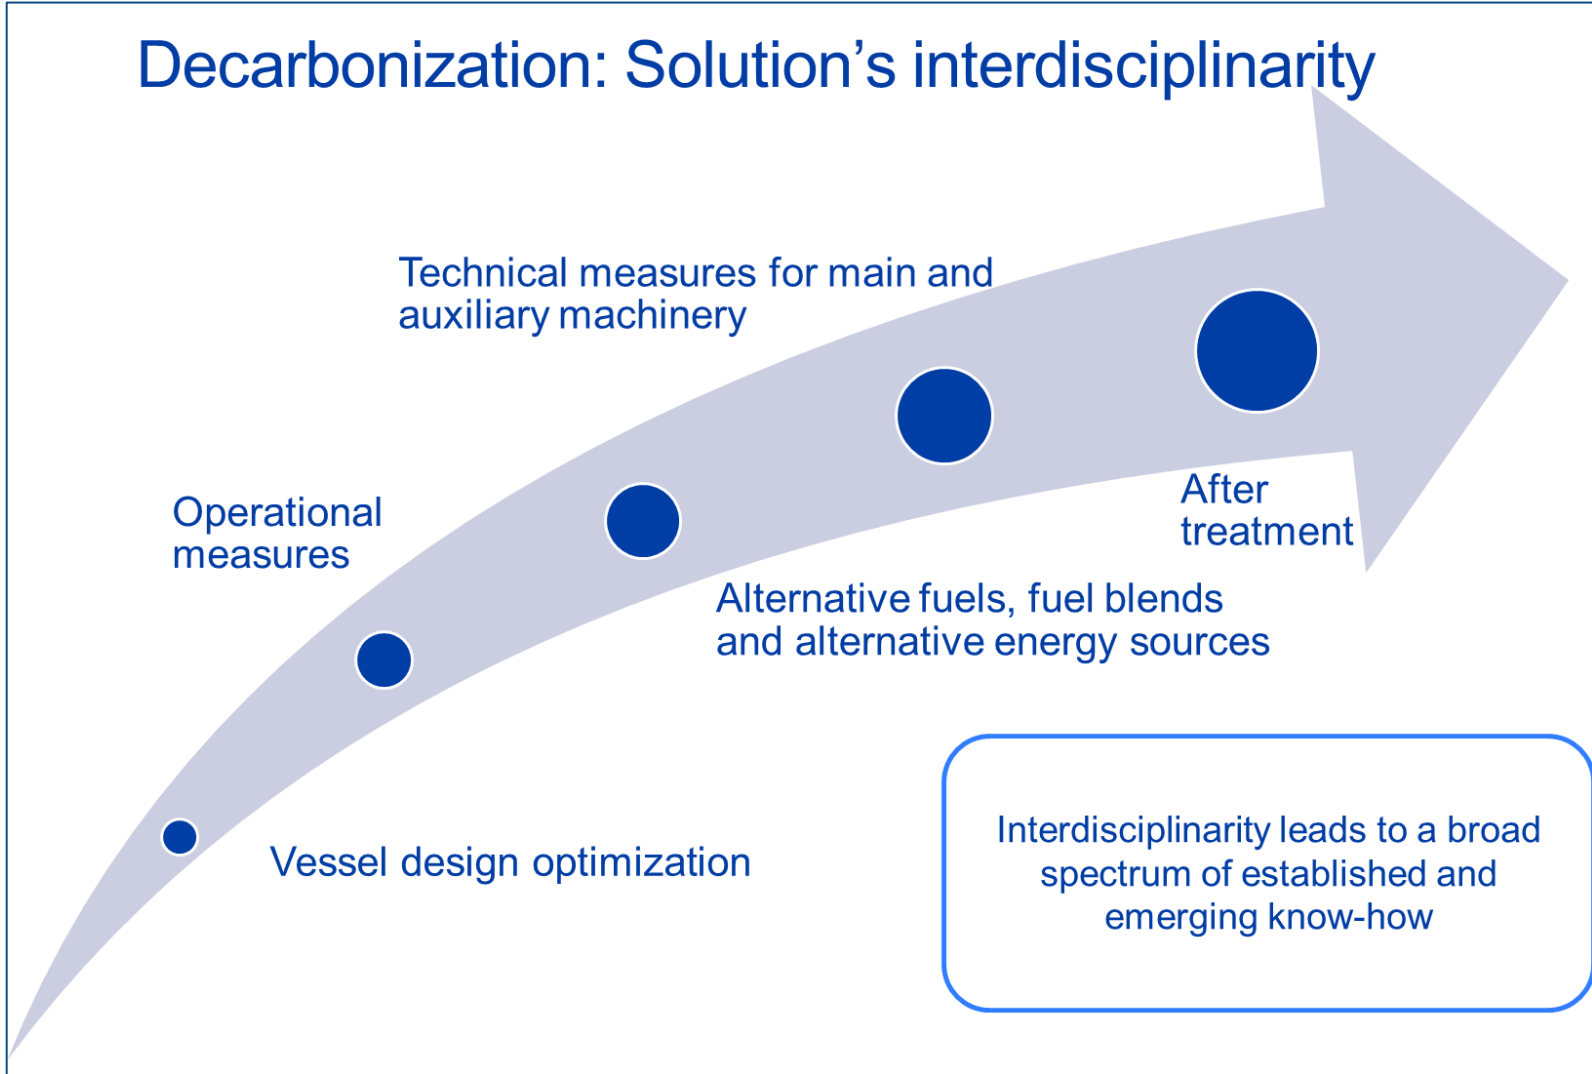 Decarbonization: Solution’s interdisciplinarity
Technical measures for main and
auxiliary machinery
Operational
measures
After
treatment
Alternative fuels, fuel blends
and alternative energy sources
Vessel design optimization
Interdisciplinarity leads to a broad
spectrum of established and
emerging know-how